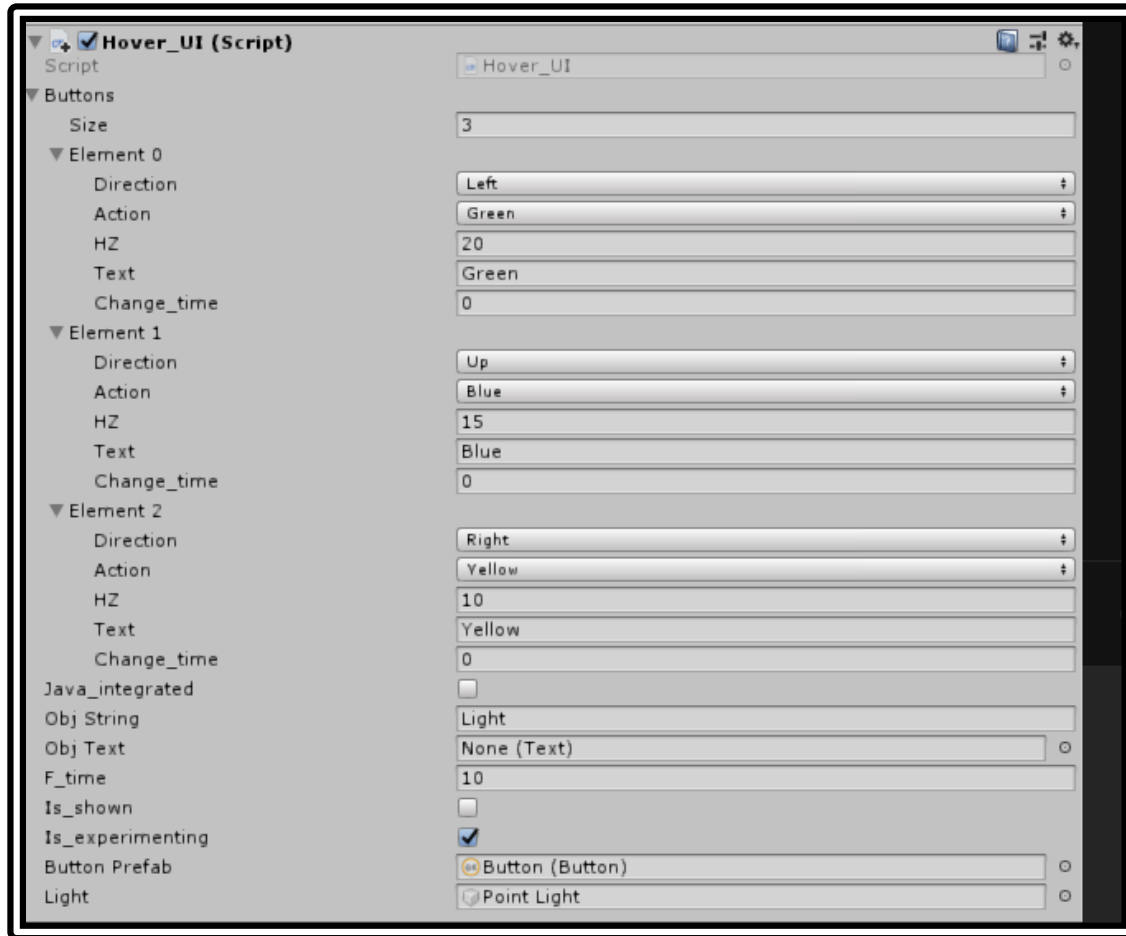 Hover_UI (Script)
Script Hover_UI
Buttons
Size 3
Element 0
Direction Left
Action Green
HZ 20
Text Green
Change_time 0
Element 1
Direction Up
Action Blue
HZ 15
Text Blue
Change_time 0
Element 2
Direction Right
Action Yellow
HZ 10
Text Yellow
Change_time 0
Java_integrated
Obj String Light
Obj Text None (Text)
F_time 10
Is_shown
Is_experimenting
Button Prefab Button (Button)
Light Point Light